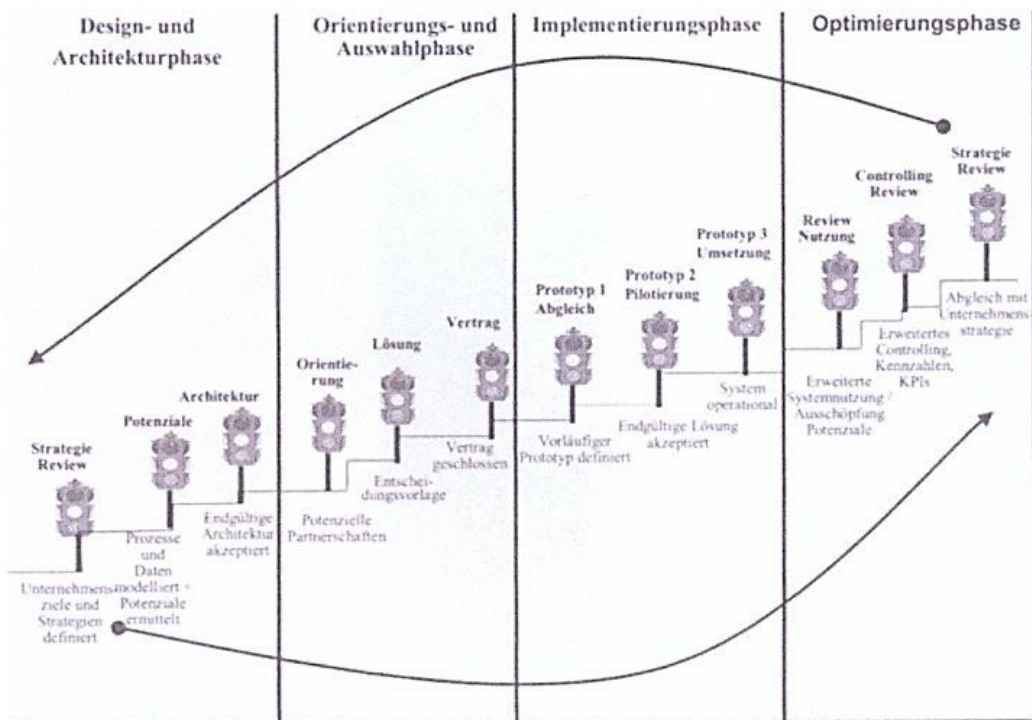 Design- und
Architekturphase
Orientierungs- und
Auswahlphase
Implementierungsphase
Optimierungsphase
Strategie
Review
Unternehmens-
ziele und
Strategien
definiert
Potenziale
Prozesse
und
Daten
modelliert -
Potenziale
ermittelt
Architektur
Endgültige
Architektur
akzeptiert
Orientie-
rung
Potenzielle
Partnerschaften
Lösung
Entschei-
dungsvorlage
Vertrag
Vertrag
geschlossen
Prototyp 1
Abgleich
Vorläufiger
Prototyp definiert
Prototyp 2
Pilotierung
Endgültige Lösung
akzeptiert
Prototyp 3
Umsetzung
System
operational
Review
Nutzung
Erweiterte
Systemnutzung /
Ausschöpfung
Potenziale
Controlling
Review
Erweitertes
Controlling,
Kennzahlen,
KPIs
Strategie
Review
Abgleich mit
Unternehmens
strategie